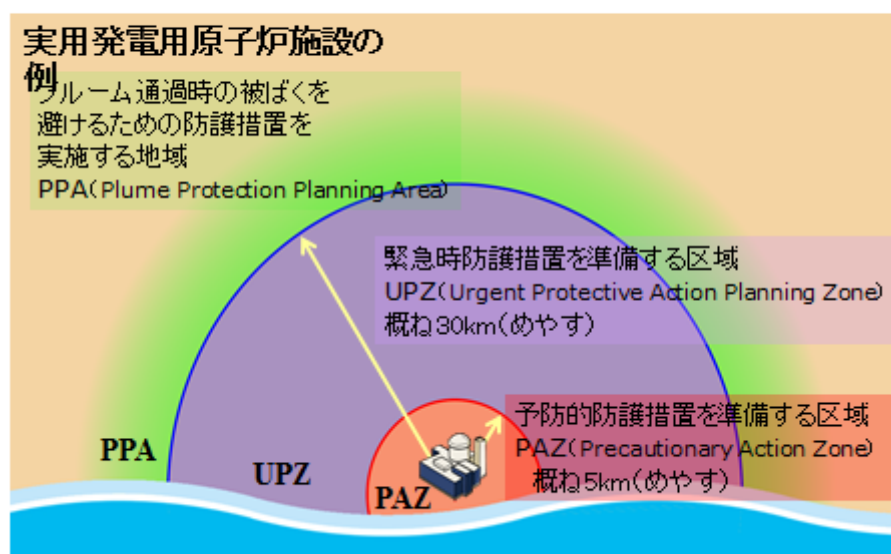 実用発電用原子炉施設の
例
プルーム通過時の被ばくを
避けるための防護措置を
実施する地域
PPA(Plume Protection Planning Area)
緊急時防護措置を準備する区域
UPZ(Urgent Protective Action Planning Zone)
概ね30km(めやす)
予防的防護措置を準備する区域
PAZ(Precautionary Action Zone)
概ね5km(めやす)
PPA
UPZ
PAZ